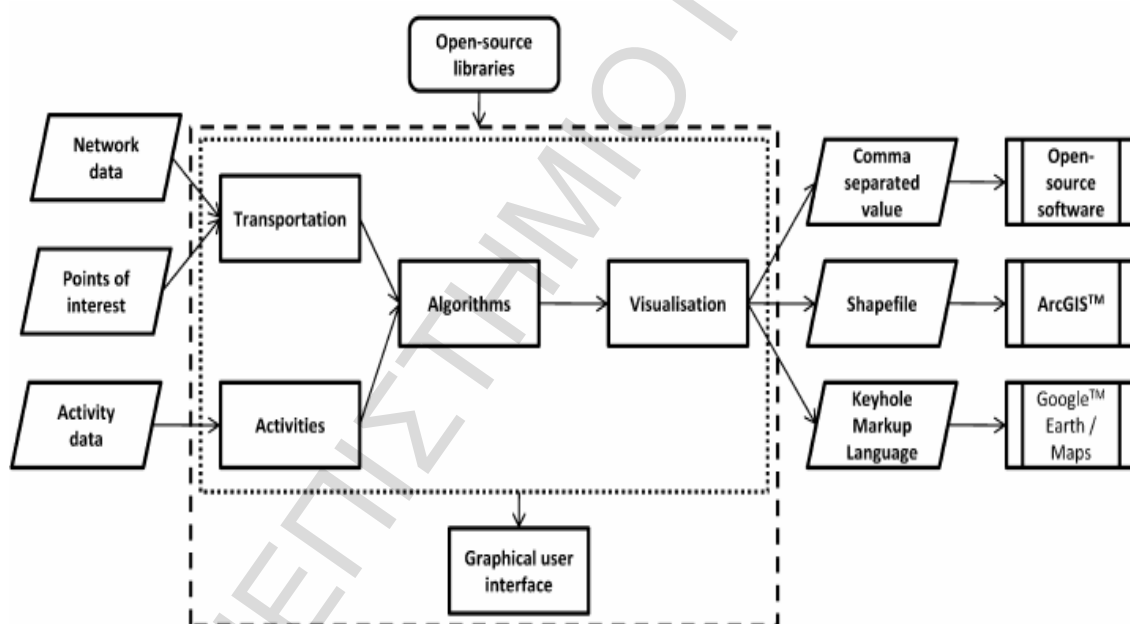 Open-source
libraries
Network
data
Points of
interest
Activity
data
Transportation
Activities
Algorithms
Visualisation
Graphical user
interface
Comma
separated
value
Shapefile
Keyhole
Markup
Language
Open-
source
software
ArcGIS™
Google™
Earth /
Maps
ΕΠΙΣΤΗΜΙΟ